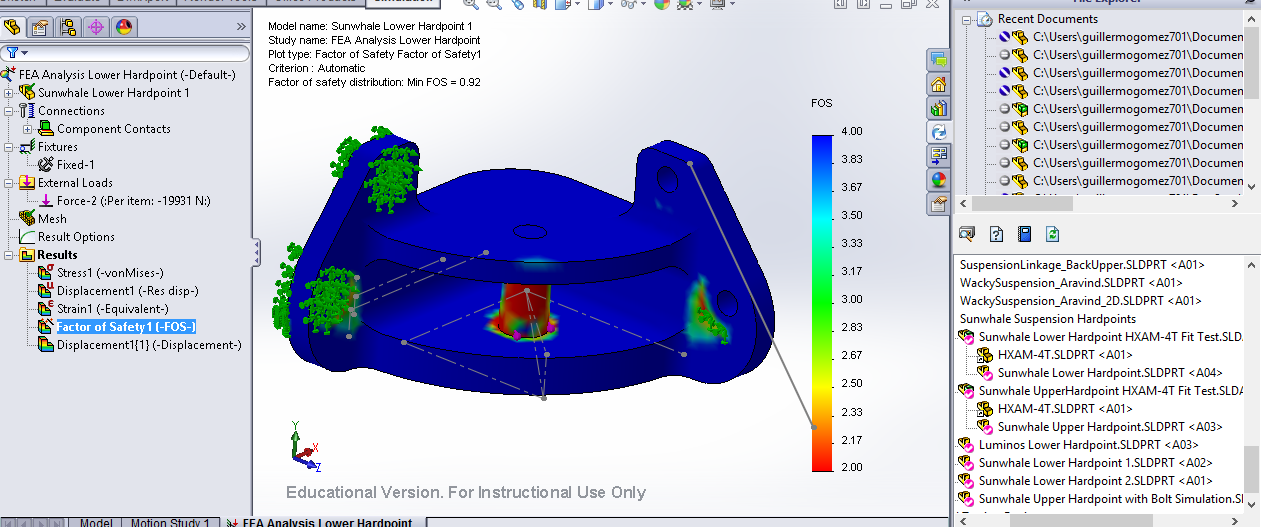 Model name: Sunwhale Lower Hardpoint 1
Study name: FEA Analysis Lower Hardpoint
Plot type: Factor of Safety Factor of Safety1
Criterion : Automatic
Factor of safety distribution: Min FOS = 0.92
FEA Analysis Lower Hardpoint (-Default-)
Sunwhale Lower Hardpoint 1
Connections
Component Contacts
Fixtures
Fixed-1
External Loads
Force-2 (:Per item: -19931 N:)
Mesh
Result Options
Results
Stress1 (-vonMises-)
Displacement1 (-Res disp-)
Strain1 (-Equivalent-)
Factor of Safety1 (-FOS-)
Displacement1{1} (-Displacement-)
FOS
4.00
3.83
3.67
3.50
3.33
3.17
3.00
2.83
2.67
2.50
2.33
2.17
2.00
Y
X
Z
Educational Version. For Instructional Use Only
Model
Motion Study 1
FEA Analysis Lower Hardpoint
Recent Documents
C:\Users\guillermogomez701\Documen
C:\Users\guillermogomez701\Documen
C:\Users\guillermogomez701\Documen
C:\Users\guillermogomez701\Documen
C:\Users\guillermogomez701\Documen
C:\Users\guillermogomez701\Documen
C:\Users\guillermogomez701\Documen
C:\Users\guillermogomez701\Documen
C:\Users\guillermogomez701\Documen
SuspensionLinkage_BackUpper.SLDPRT <A01>
WackySuspension_Aravind.SLDPRT <A01>
WackySuspension_Aravind_2D.SLDPRT <A01>
Sunwhale Suspension Hardpoints
Sunwhale Lower Hardpoint HXAM-4T Fit Test.SLDA
HXAM-4T.SLDPRT <A01>
Sunwhale Lower Hardpoint.SLDPRT <A04>
Sunwhale UpperHardpoint HXAM-4T Fit Test.SLDA
HXAM-4T.SLDPRT <A01>
Sunwhale Upper Hardpoint.SLDPRT <A03>
Luminos Lower Hardpoint.SLDPRT <A03>
Sunwhale Lower Hardpoint 1.SLDPRT <A02>
Sunwhale Lower Hardpoint 2.SLDPRT <A01>
Sunwhale Upper Hardpoint with Bolt Simulation.Sl